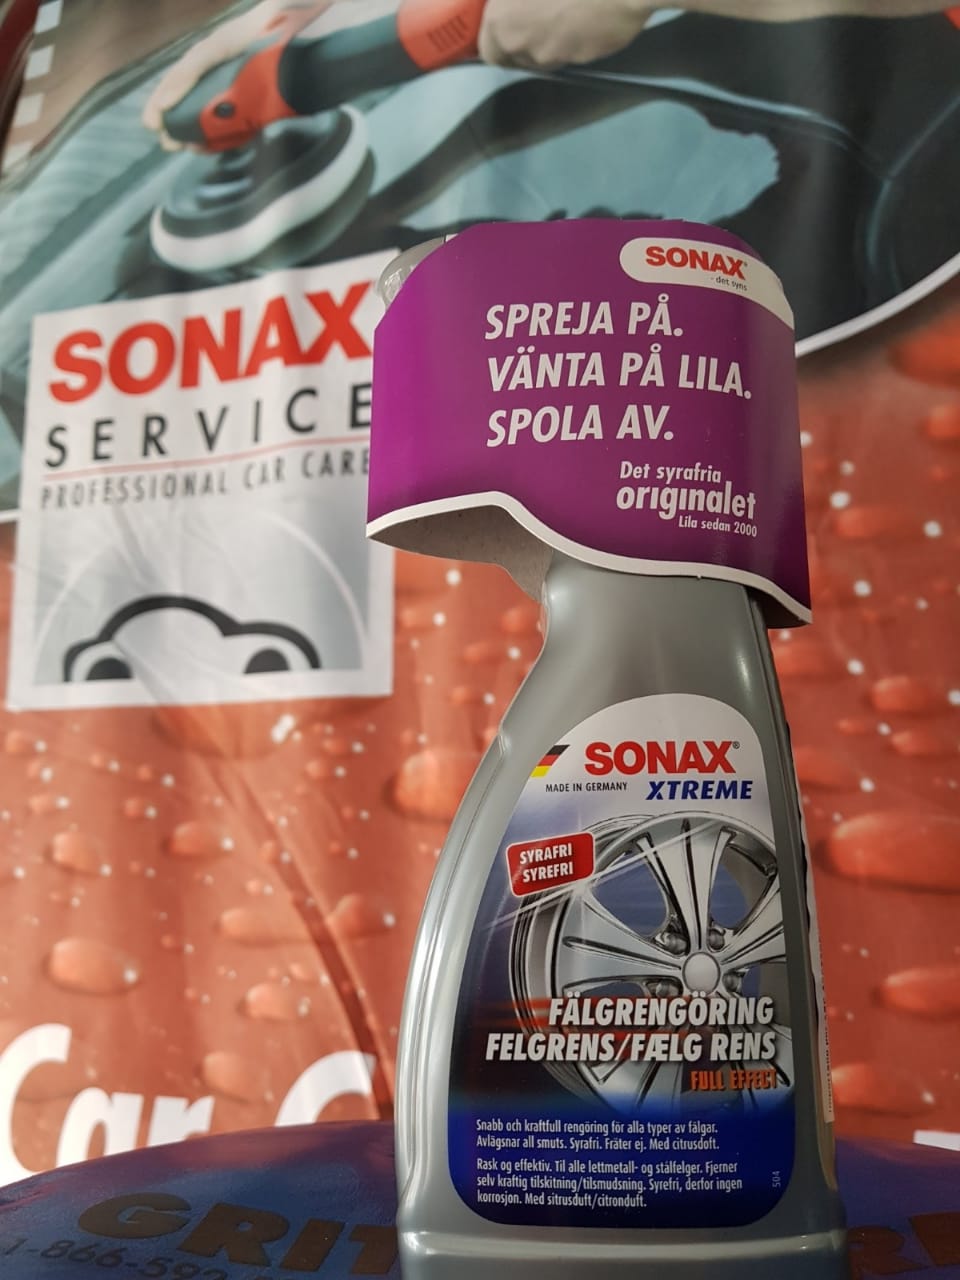 SONAX
- det syns
SPREJA PÅ.
VÄNTA PÅ LILA.
SPOLA AV.
Det syrafria
originalet
Lila sedan 2000
SONAX
SERVICE
PROFESSIONAL CAR CARE
SONAX®
MADE IN GERMANY
XTREME
SYRAFRI
SYREFRI
FÄLGRENGÖRING
FELGRENS/FÆLG RENS
FULL EFFECT
Snabb och kraftfull rengöring för alla typer av fälgar.
Avlägsnar all smuts. Syrafri. Fräter ej. Med citrusdoft.
Rask og effektiv. Til alle lettmetall- og stålfelger. Fjerner
selv kraftig tilskitning/tilsmudsning. Syrefri, derfor ingen
korrosjon. Med sitrusduft/citronduft.
504
Car
GRIT